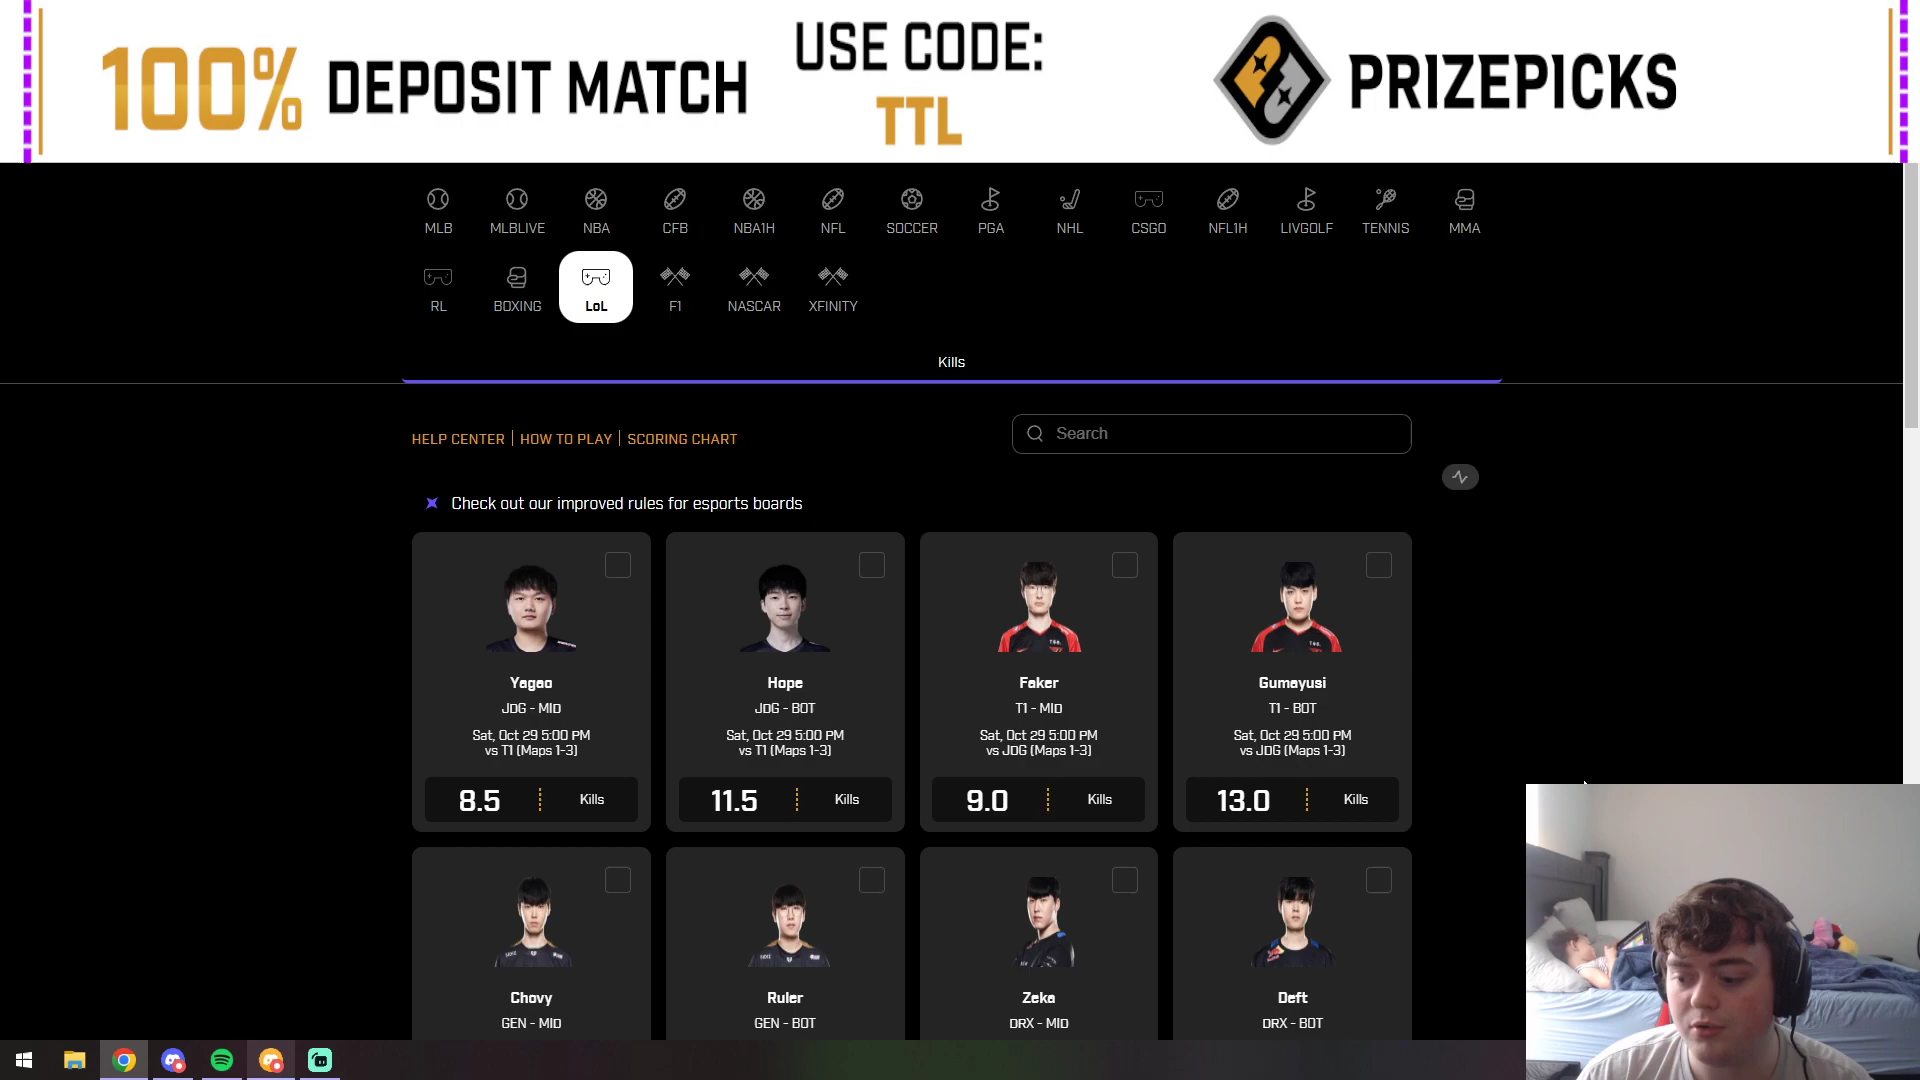 100% DEPOSIT MATCH
USE CODE:
TTL
PRIZEPICKS
MLB MLBLIVE NBA CFB NBA1H NFL SOCCER PGA NHL CSGO NFL1H LIVGOLF TENNIS MMA
RL BOXING LoL F1 NASCAR XFINITY
Kills
HELP CENTER | HOW TO PLAY | SCORING CHART
Search
Check out our improved rules for esports boards
Yagao
JDG - MID
Sat, Oct 29 5:00 PM
vs T1 (Maps 1-3)
8.5 Kills
Hope
JDG - BOT
Sat, Oct 29 5:00 PM
vs T1 (Maps 1-3)
11.5 Kills
Faker
T1 - MID
Sat, Oct 29 5:00 PM
vs JDG (Maps 1-3)
9.0 Kills
Gumayusi
T1 - BOT
Sat, Oct 29 5:00 PM
vs JDG (Maps 1-3)
13.0 Kills
Chovy
GEN - MID
Ruler
GEN - BOT
Zeka
DRX - MID
Deft
DRX - BOT